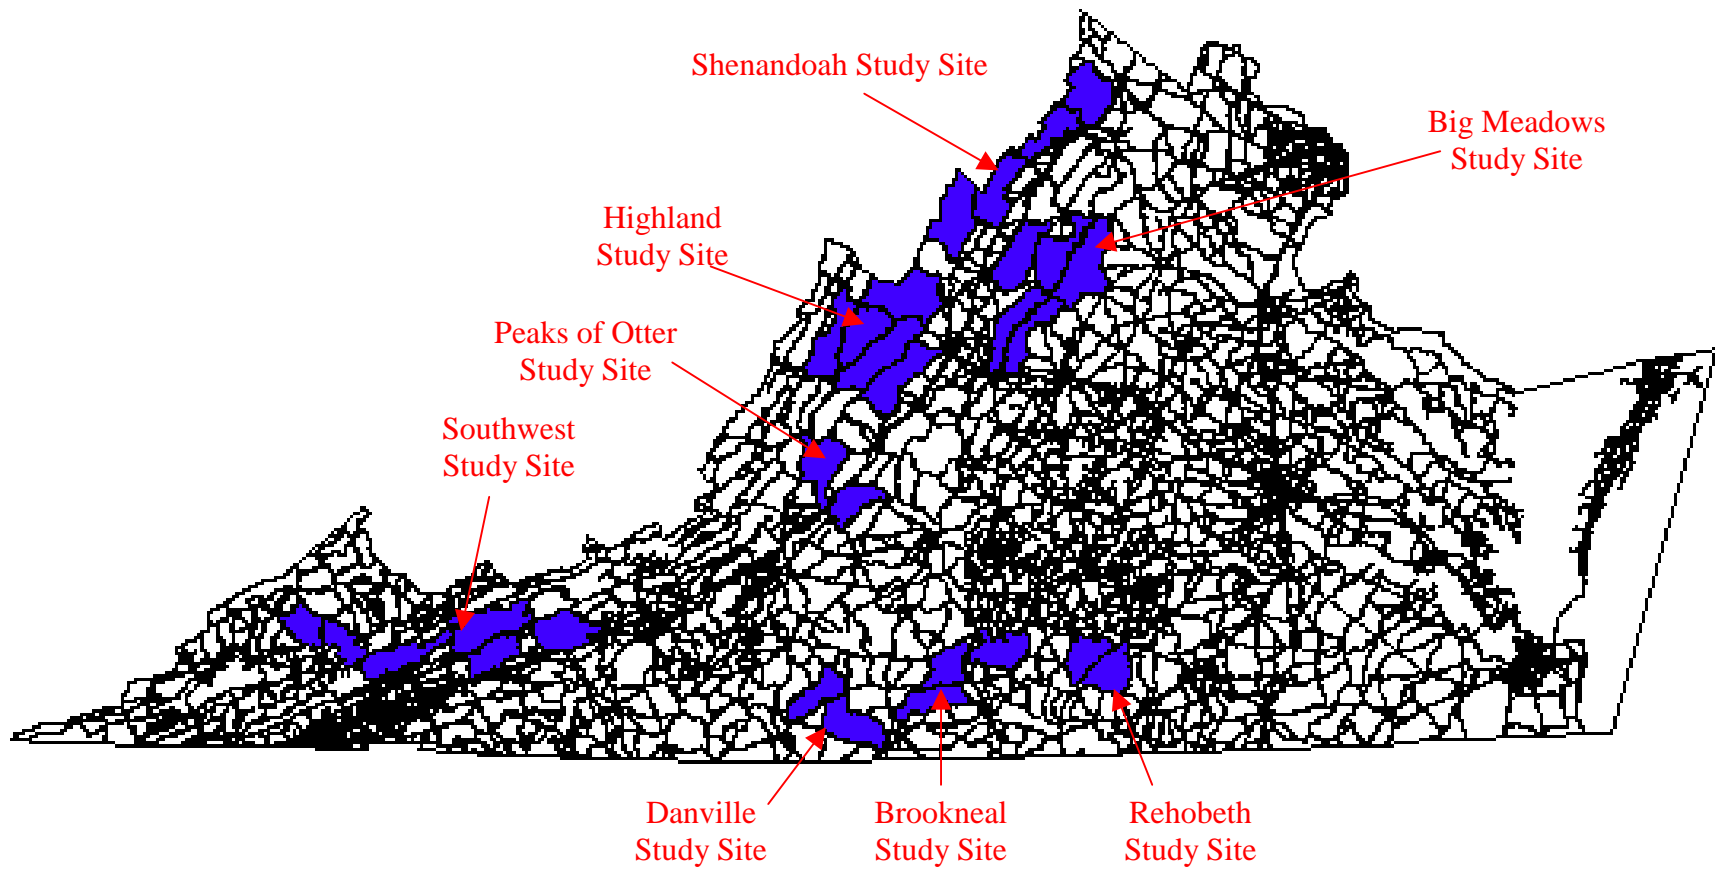 Shenandoah Study Site
Big Meadows
Study Site
Highland
Study Site
Peaks of Otter
Study Site
Southwest
Study Site
Danville
Study Site
Brookneal
Study Site
Rehobeth
Study Site